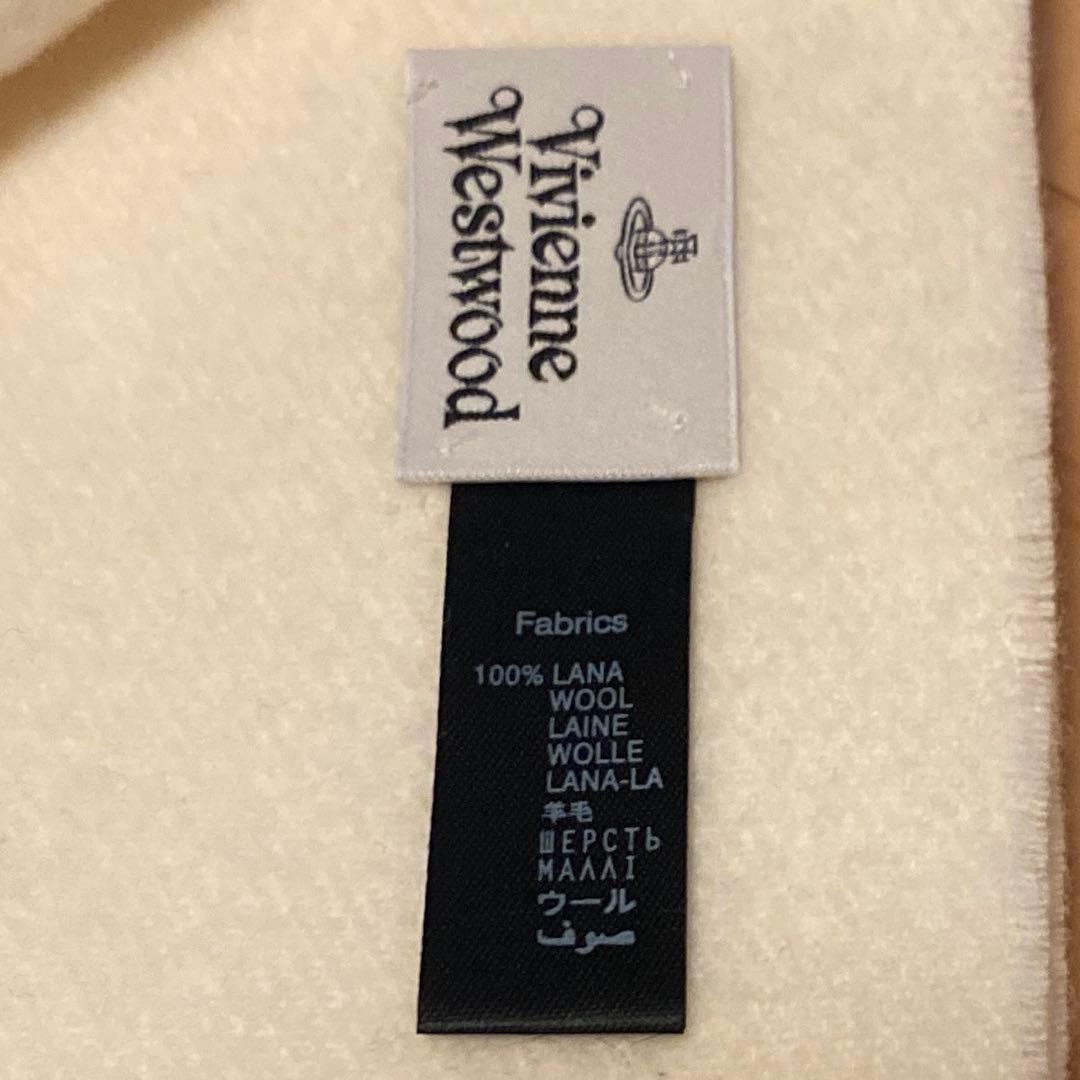 Vivienne
Westwood
Fabrics
100% LANA
WOOL
LAINE
WOLLE
LANA-LA
羊毛
ШЕРСТЬ
ΜΑΛΛΙ
ウール
صوف